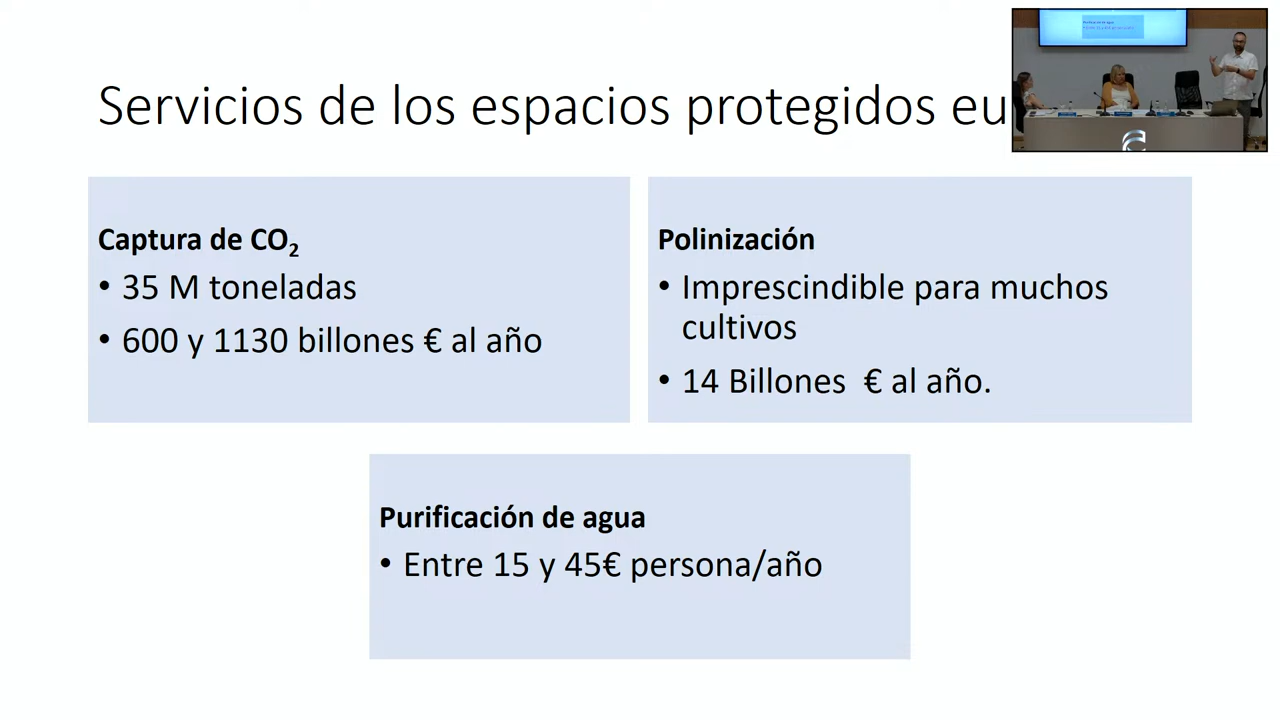 Servicios de los espacios protegidos eu
Captura de CO₂
• 35 M toneladas
• 600 y 1130 billones € al año
Polinización
• Imprescindible para muchos
cultivos
• 14 Billones € al año.
Purificación de agua
• Entre 15 y 45€ persona/año